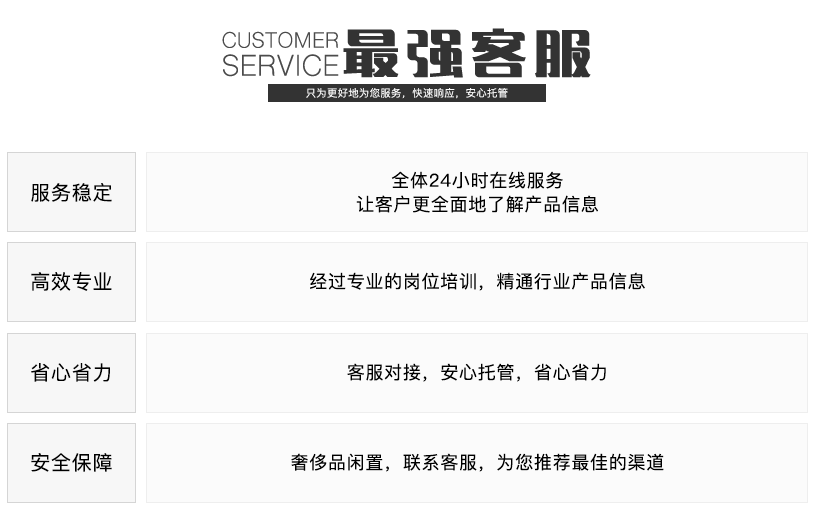 CUSTOMER
SERVICE
最强客服
只为更好地为您服务，快速响应，安心托管
服务稳定
全体24小时在线服务
让客户更全面地了解产品信息
高效专业
经过专业的岗位培训，精通行业产品信息
省心省力
客服对接，安心托管，省心省力
安全保障
奢侈品闲置，联系客服，为您推荐最佳的渠道